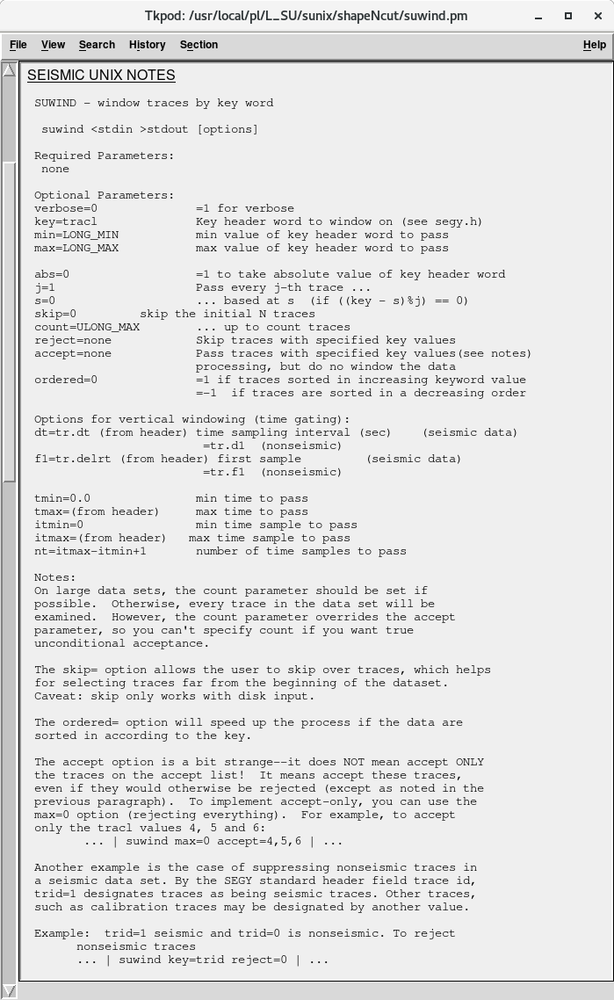 Tkpod: /usr/local/pl/L_SU/sunix/shapeNcut/suwind.pm
File View Search History Section Help
SEISMIC UNIX NOTES
SUWIND - window traces by key word
suwind <stdin >stdout [options]
Required Parameters:
none
Optional Parameters:
verbose=0 =1 for verbose
key=tracl Key header word to window on (see segy.h)
min=LONG_MIN min value of key header word to pass
max=LONG_MAX max value of key header word to pass
abs=0 =1 to take absolute value of key header word
j=1 Pass every j-th trace ...
s=0 ... based at s (if ((key - s)%j) == 0)
skip=0 skip the initial N traces
count=ULONG_MAX ... up to count traces
reject=none Skip traces with specified key values
accept=none Pass traces with specified key values(see notes)
processing, but do no window the data
ordered=0 =1 if traces sorted in increasing keyword value
=-1 if traces are sorted in a decreasing order
Options for vertical windowing (time gating):
dt=tr.dt (from header) time sampling interval (sec) (seismic data)
=tr.d1 (nonseismic)
f1=tr.delrt (from header) first sample (seismic data)
=tr.f1 (nonseismic)
tmin=0.0 min time to pass
tmax=(from header) max time to pass
itmin=0 min time sample to pass
itmax=(from header) max time sample to pass
nt=itmax-itmin+1 number of time samples to pass
Notes:
On large data sets, the count parameter should be set if
possible. Otherwise, every trace in the data set will be
examined. However, the count parameter overrides the accept
parameter, so you can't specify count if you want true
unconditional acceptance.
The skip= option allows the user to skip over traces, which helps
for selecting traces far from the beginning of the dataset.
Caveat: skip only works with disk input.
The ordered= option will speed up the process if the data are
sorted in according to the key.
The accept option is a bit strange--it does NOT mean accept ONLY
the traces on the accept list! It means accept these traces,
even if they would otherwise be rejected (except as noted in the
previous paragraph). To implement accept-only, you can use the
max=0 option (rejecting everything). For example, to accept
only the tracl values 4, 5 and 6:
... | suwind max=0 accept=4,5,6 | ...
Another example is the case of suppressing nonseismic traces in
a seismic data set. By the SEGY standard header field trace id,
trid=1 designates traces as being seismic traces. Other traces,
such as calibration traces may be designated by another value.
Example: trid=1 seismic and trid=0 is nonseismic. To reject
nonseismic traces
... | suwind key=trid reject=0 | ...